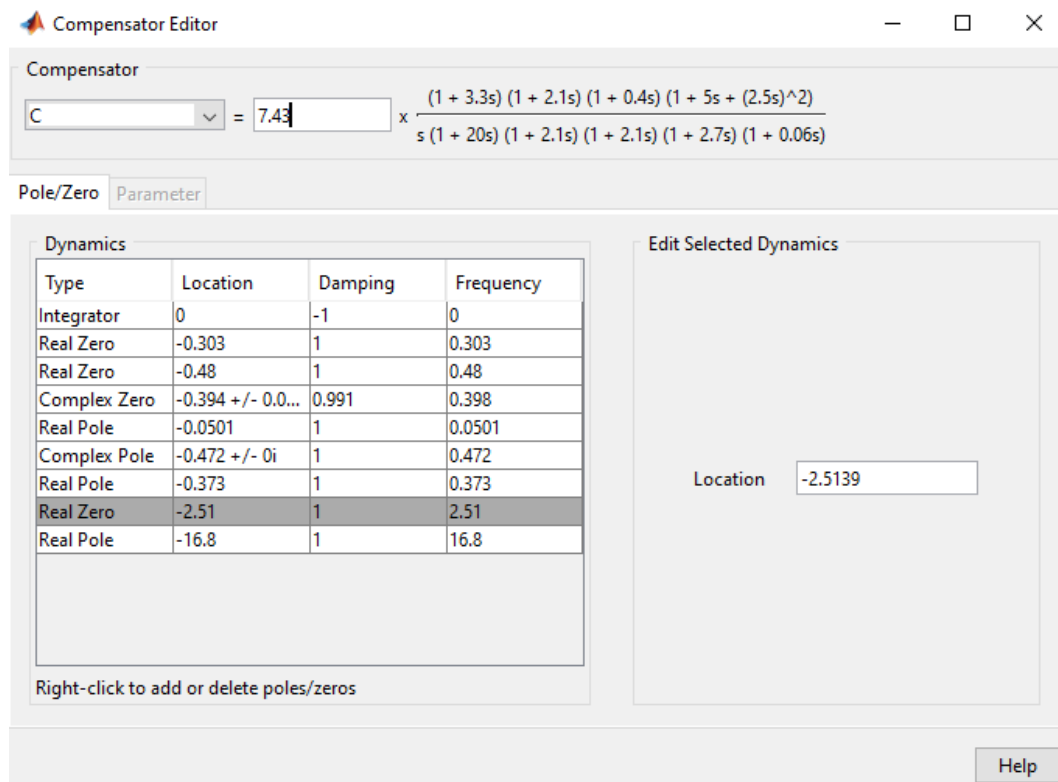 Compensator Editor
Compensator
C = 7.43 x (1 + 3.3s) (1 + 2.1s) (1 + 0.4s) (1 + 5s + (2.5s)^2)
s (1 + 20s) (1 + 2.1s) (1 + 2.1s) (1 + 2.7s) (1 + 0.06s)
Pole/Zero Parameter
Dynamics
Type Location Damping Frequency
Integrator 0 -1 0
Real Zero -0.303 1 0.303
Real Zero -0.48 1 0.48
Complex Zero -0.394 +/- 0.0... 0.991 0.398
Real Pole -0.0501 1 0.0501
Complex Pole -0.472 +/- 0i 1 0.472
Real Pole -0.373 1 0.373
Real Zero -2.51 1 2.51
Real Pole -16.8 1 16.8
Right-click to add or delete poles/zeros
Edit Selected Dynamics
Location -2.5139
Help